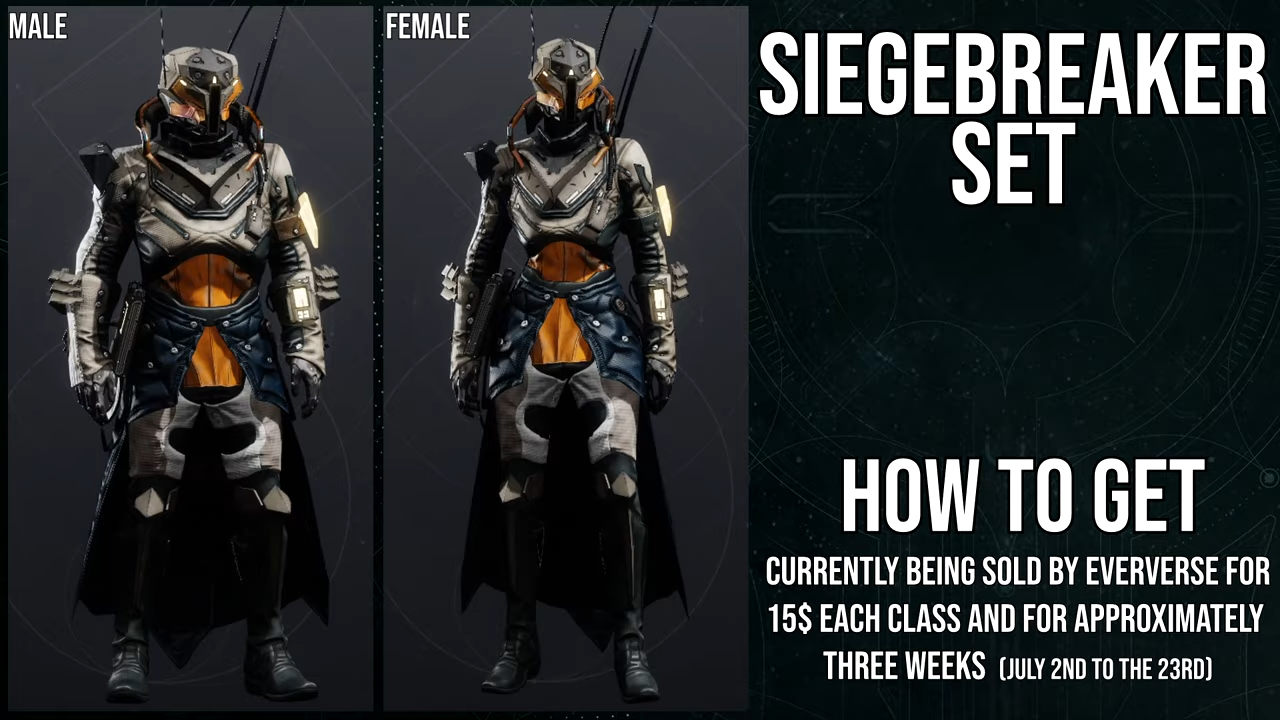 MALE
FEMALE
SIEGEBREAKER
SET
HOW TO GET
CURRENTLY BEING SOLD BY EVERVERSE FOR
15$ EACH CLASS AND FOR APPROXIMATELY
THREE WEEKS (JULY 2ND TO THE 23RD)